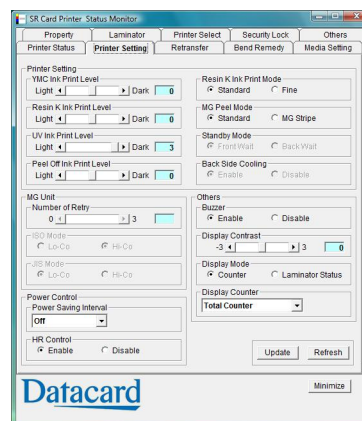 SR Card Printer Status Monitor
Property Laminator Printer Select Security Lock Others
Printer Status Printer Setting Retransfer Bend Remedy Media Setting
Printer Setting
YMC Ink Print Level
Light Dark 0
Resin K Ink Print Level
Light Dark 0
UV Ink Print Level
Light Dark 3
Peel Off Ink Print Level
Light Dark 0
Resin K Ink Print Mode
Standard Fine
MG Peel Mode
Standard MG Stripe
Standby Mode
Front Wait Back Wait
Back Side Cooling
Enable Disable
MG Unit
Number of Retry
0 3
ISO Mode
Lo-Co Hi-Co
JIS Mode
Lo-Co Hi-Co
Power Control
Power Saving Interval
Off
HR Control
Enable Disable
Others
Buzzer
Enable Disable
Display Contrast
-3 3 0
Display Mode
Counter Laminator Status
Display Counter
Total Counter
Update Refresh
Datacard
Minimize